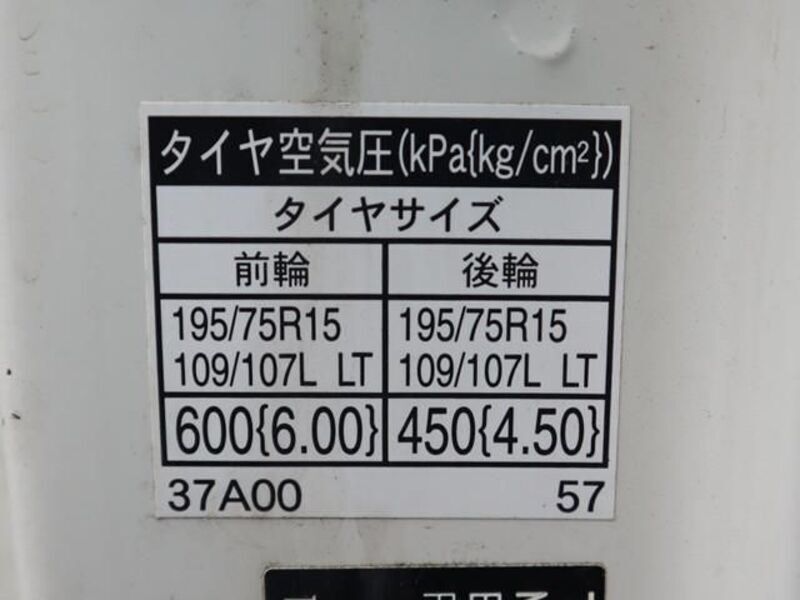 タイヤ空気圧(kPa{kg/cm²})
タイヤサイズ
前輪 後輪
195/75R15 195/75R15
109/107L LT 109/107L LT
600{6.00} 450{4.50}
37A00 57